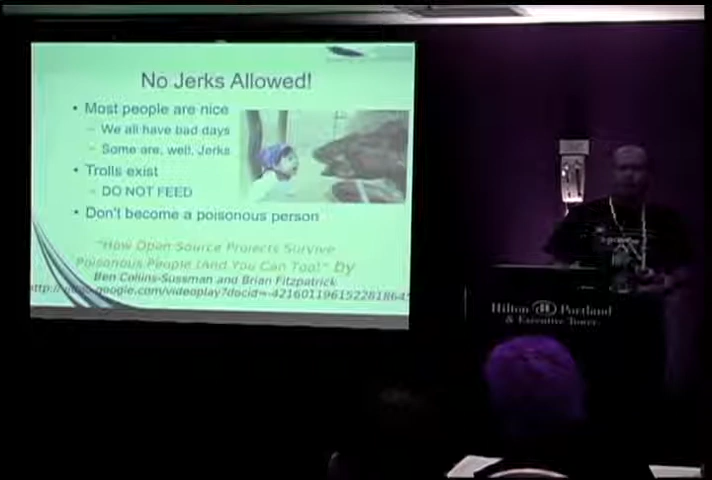 No Jerks Allowed!
• Most people are nice
– We all have bad days
– Some are, well, Jerks
• Trolls exist
– DO NOT FEED
• Don't become a poisonous person
"How Open Source Projects Survive
Poisonous People (And You Can Too)" by
Ben Collins-Sussman and Brian Fitzpatrick
Hilton Portland
& Executive Tower